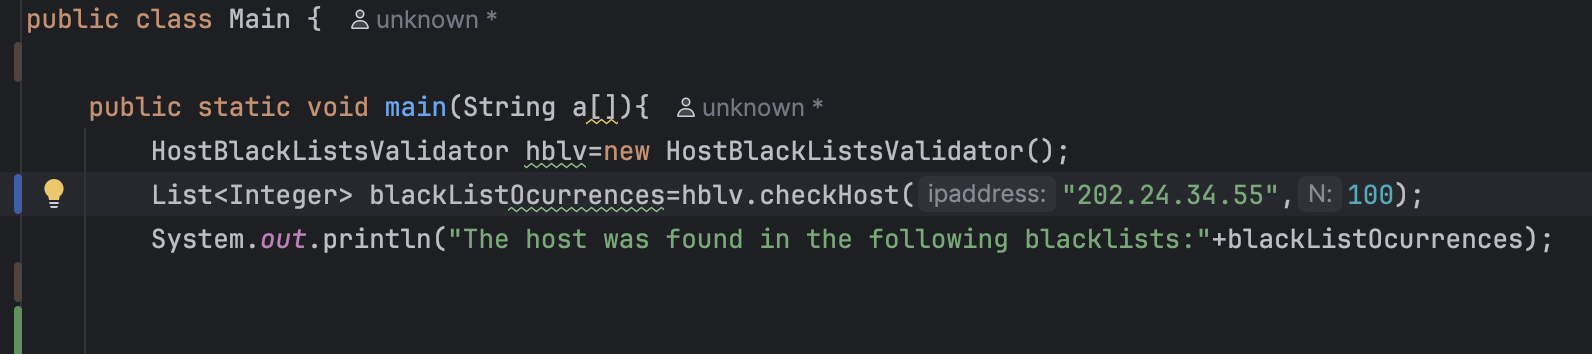 public class Main { unknown *
public static void main(String a[]){ unknown *
HostBlackListsValidator hblv=new HostBlackListsValidator();
List<Integer> blackListOcurrences=hblv.checkHost( ipaddress: "202.24.34.55", N: 100);
System.out.println("The host was found in the following blacklists:"+blackListOcurrences);